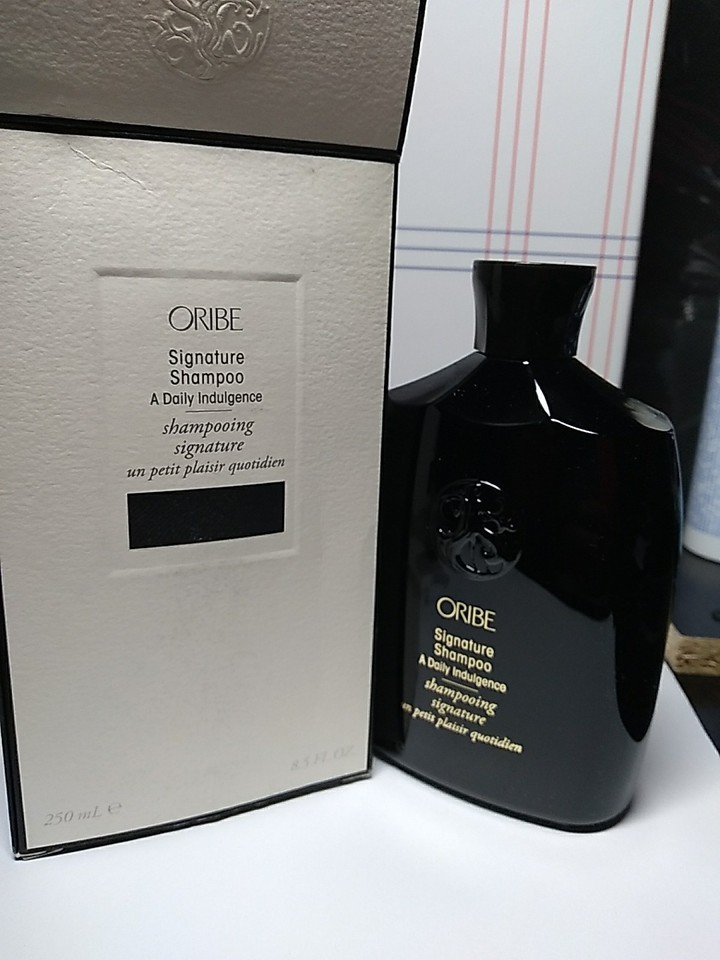 ORIBE
Signature
Shampoo
A Daily Indulgence
shampooing
signature
un petit plaisir quotidien
250 mL ℮
8.5 FL.OZ.
ORIBE
Signature
Shampoo
A Daily Indulgence
shampooing
signature
un petit plaisir quotidien